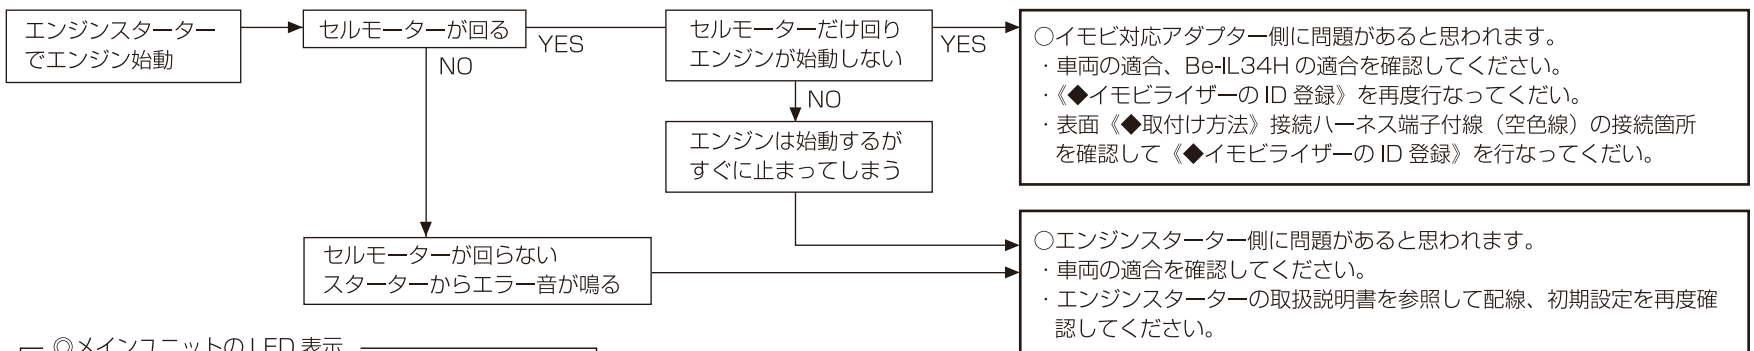 エンジンスターター
でエンジン始動
セルモーターが回る
YES
NO
セルモーターだけ回り
エンジンが始動しない
YES
NO
エンジンは始動するが
すぐに止まってしまう
セルモーターが回らない
スターターからエラー音が鳴る
○イモビ対応アダプター側に問題があると思われます。
・車両の適合、Be-IL34H の適合を確認してください。
・《◆イモビライザーの ID 登録》を再度行なってくだい。
・表面《◆取付け方法》接続ハーネス端子付線（空色線）の接続箇所
を確認して《◆イモビライザーの ID 登録》を行なってくだい。
○エンジンスターター側に問題があると思われます。
・車両の適合を確認してください。
・エンジンスターターの取扱説明書を参照して配線、初期設定を再度確
認してください。
◎メインユニットの LED 表示